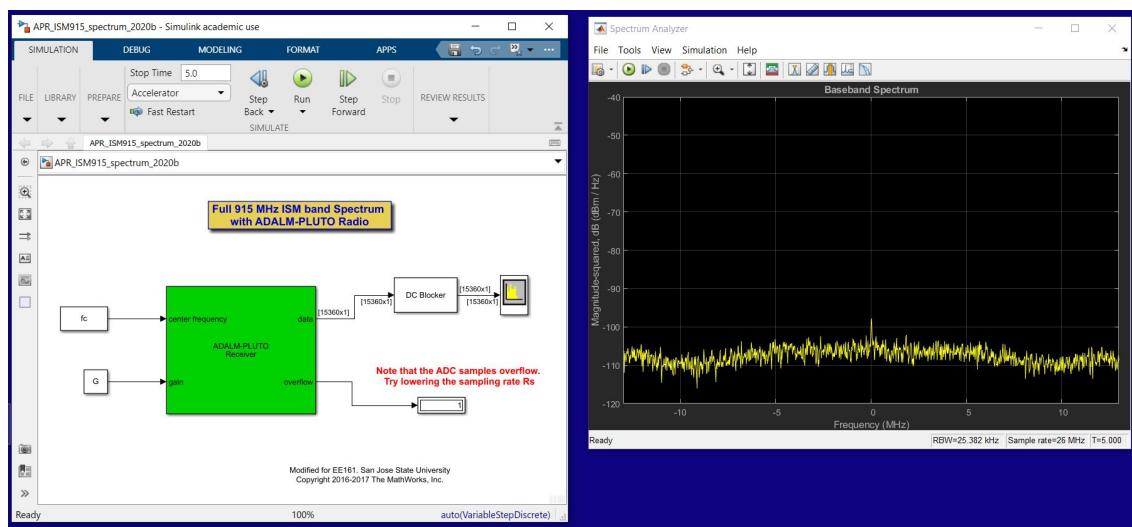 APR_ISM915_spectrum_2020b - Simulink academic use
SIMULATION DEBUG MODELING FORMAT APPS
FILE LIBRARY PREPARE
Stop Time 5.0
Accelerator
Fast Restart
Step Back
Run
Step Forward
Stop
REVIEW RESULTS
SIMULATE
APR_ISM915_spectrum_2020b
APR_ISM915_spectrum_2020b
Full 915 MHz ISM band Spectrum
with ADALM-PLUTO Radio
fc
center frequency
data
[15360x1]
[15360x1]
DC Blocker
[15360x1]
[15360x1]
ADALM-PLUTO
Receiver
G
gain
overflow
Note that the ADC samples overflow.
Try lowering the sampling rate Rs
1
Modified for EE161. San Jose State University
Copyright 2016-2017 The MathWorks, Inc.
Ready 100% auto(VariableStepDiscrete)
Spectrum Analyzer
File Tools View Simulation Help
Baseband Spectrum
Magnitude-squared, dB (dBm / Hz)
-40
-50
-60
-70
-80
-90
-100
-110
-120
-10 -5 0 5 10
Frequency (MHz)
Ready RBW=25.382 kHz Sample rate=26 MHz T=5.000